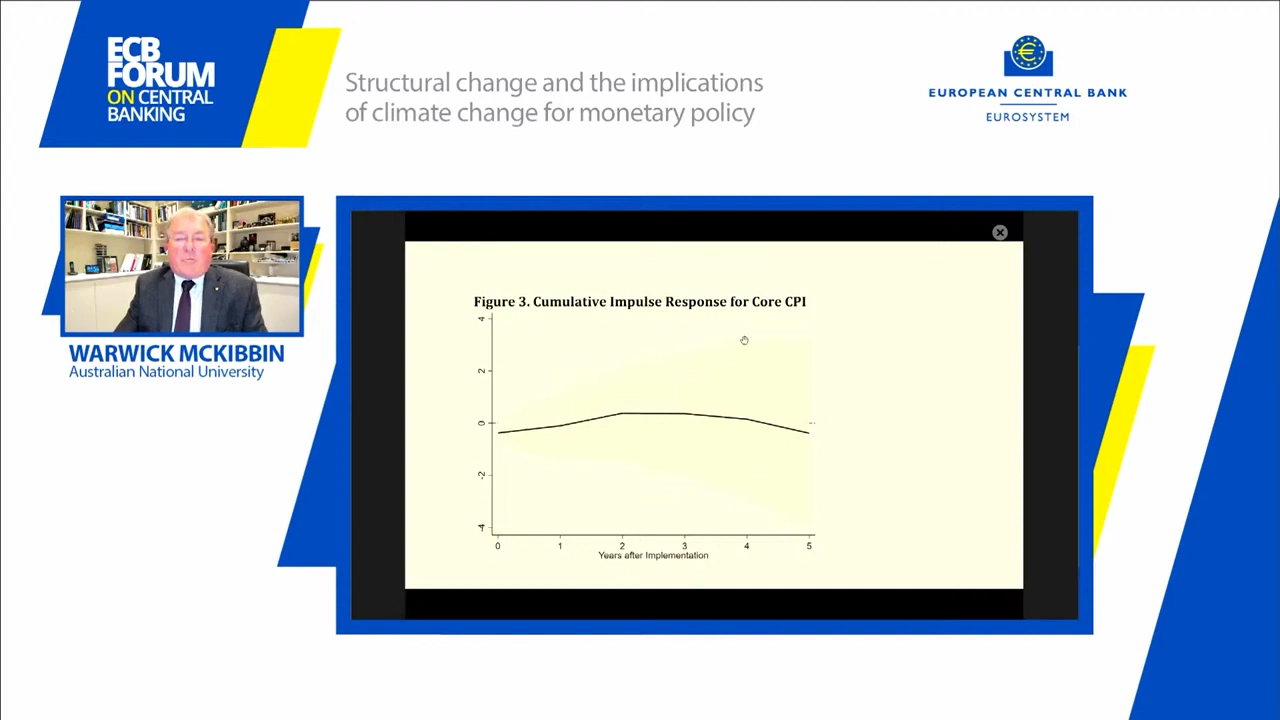 ECB
FORUM
ON CENTRAL
BANKING
Structural change and the implications
of climate change for monetary policy
EUROPEAN CENTRAL BANK
EUROSYSTEM
WARWICK MCKIBBIN
Australian National University
Figure 3. Cumulative Impulse Response for Core CPI
4
2
0
-2
-4
0 1 2 3 4 5
Years after Implementation